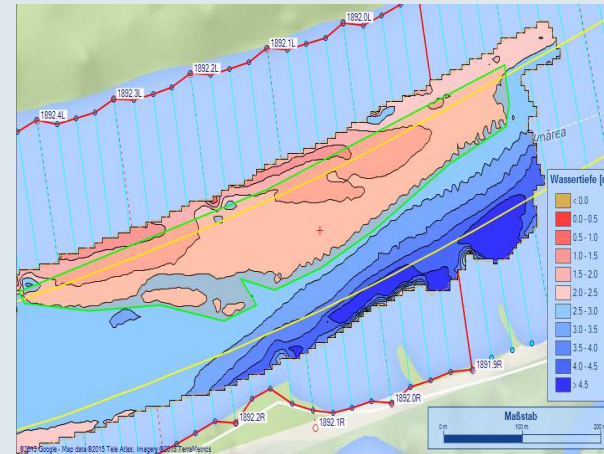 1892.0L
1892.1L
1892.2L
1892.3L
1892.4L
Wassertiefe [
< 0.0
0.0 - 0.5
0.5 - 1.0
1.0 - 1.5
1.5 - 2.0
2.0 - 2.5
2.5 - 3.0
3.0 - 3.5
3.5 - 4.0
4.0 - 4.5
> 4.5
1891.9R
1892.0R
1892.1R
1892.2R
Maßstab
0 m
100 m
©2015 Google - Map data ©2015 Tele Atlas, Imagery ©2015 TerraMetrics